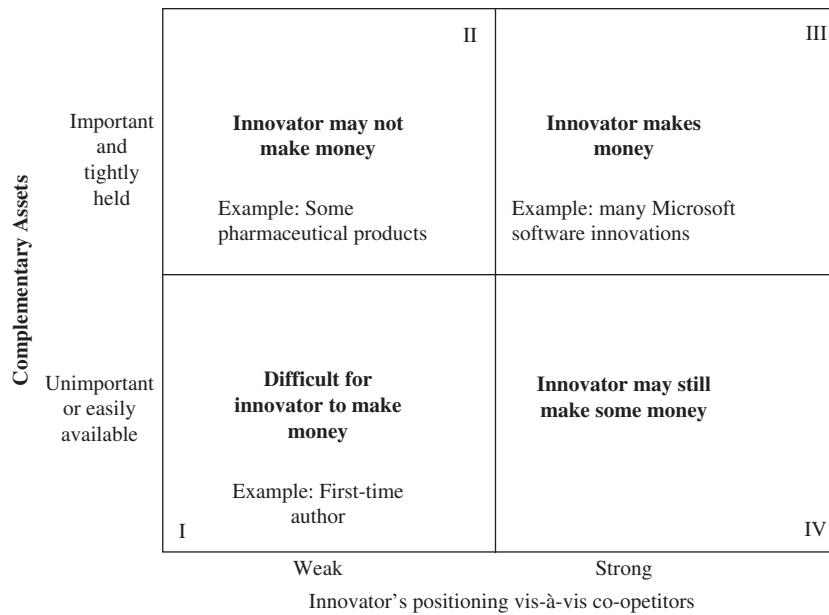 II
III
Important
and
tightly
held
Innovator may not
make money
Innovator makes
money
Example: Some
pharmaceutical products
Example: many Microsoft
software innovations
Complementary Assets
Unimportant
or easily
available
Difficult for
innovator to make
money
Innovator may still
make some money
Example: First-time
author
I
IV
Weak
Strong
Innovator's positioning vis-à-vis co-opetitors